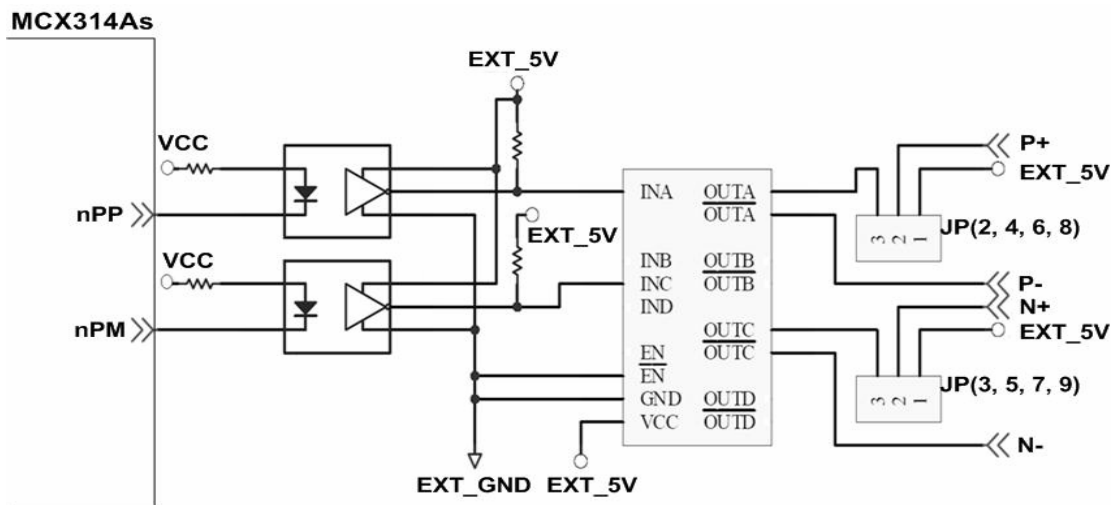 MCX314As
EXT_5V
VCC
P+
EXT_5V
INA
OUTA
OUTA
nPP
EXT_5V
3 2 1
JP(2, 4, 6, 8)
VCC
INB
OUTB
INC
OUTB
IND
P-
N+
nPM
OUTC
EXT_5V
EN
OUTC
EN
3 2 1
JP(3, 5, 7, 9)
GND
OUTD
VCC
OUTD
N-
EXT_GND
EXT_5V